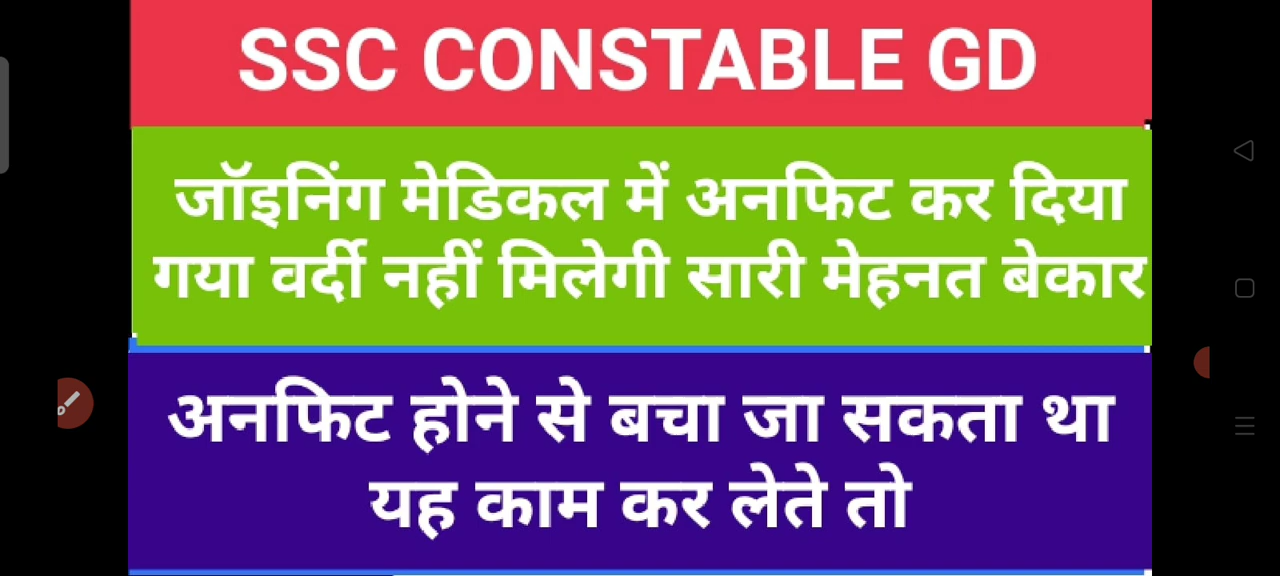 SSC CONSTABLE GD
जॉइनिंग मेडिकल में अनफिट कर दिया
गया वर्दी नहीं मिलेगी सारी मेहनत बेकार
अनफिट होने से बचा जा सकता था
यह काम कर लेते तो